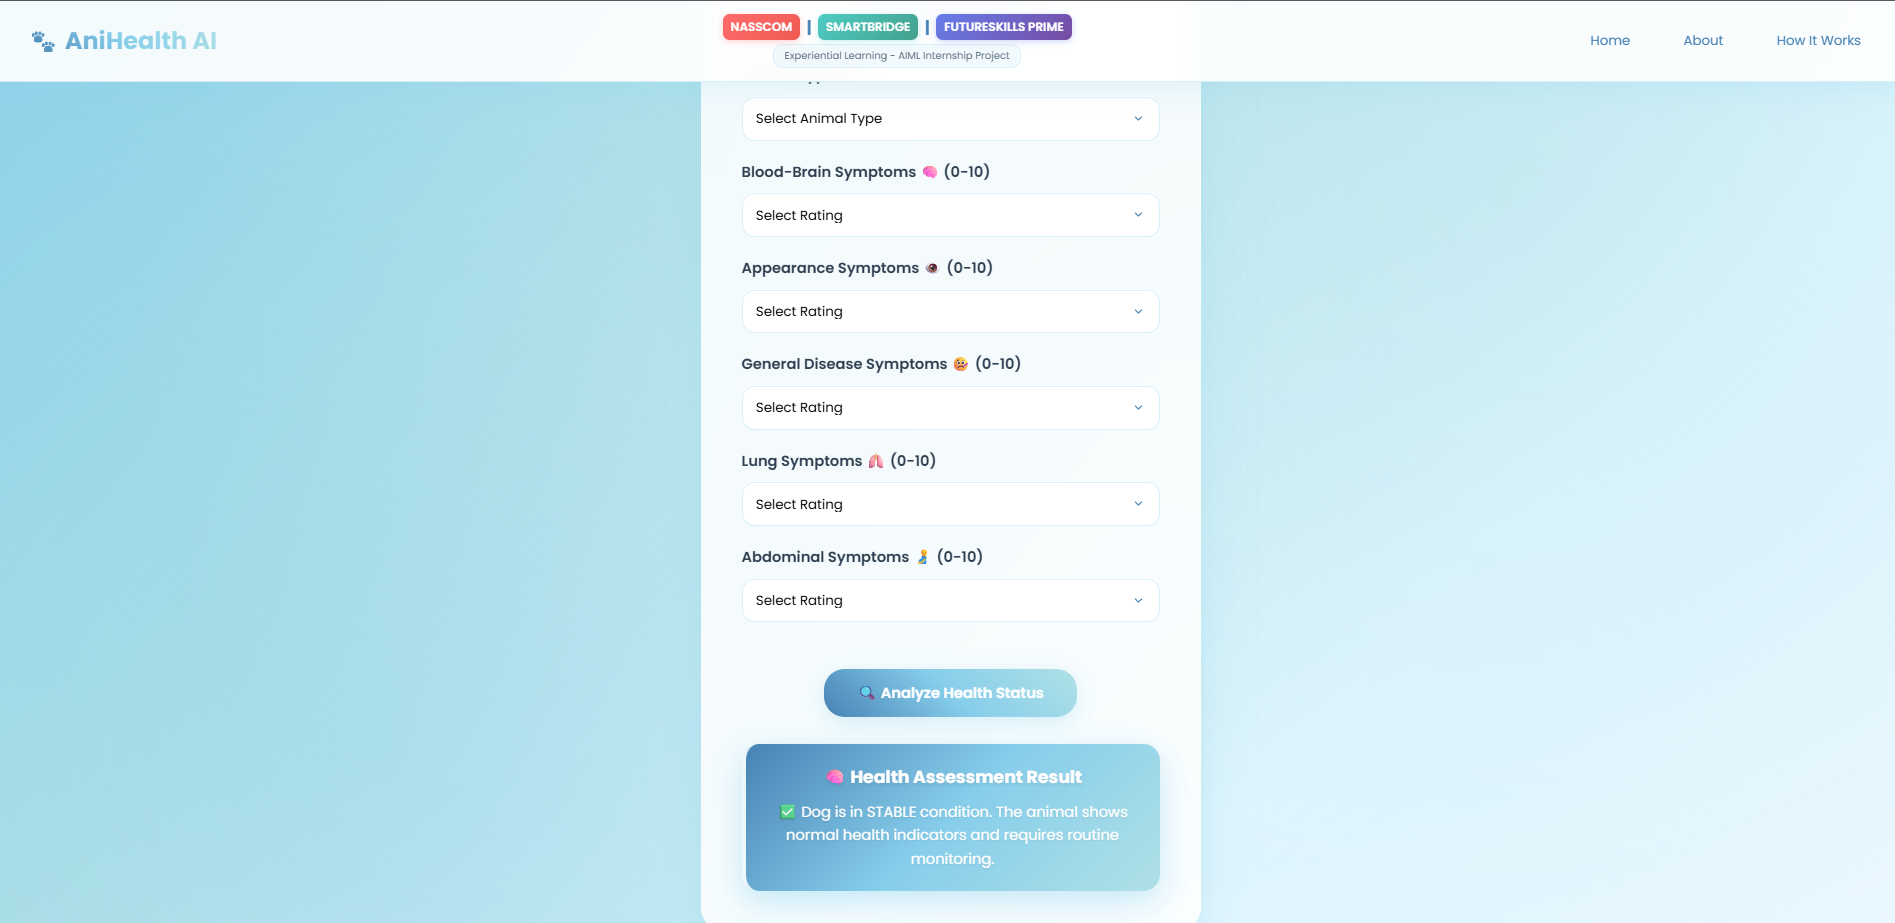 AniHealth AI
NASSCOM | SMARTBRIDGE | FUTURESKILLS PRIME
Experiential Learning - AIML Internship Project
Home
About
How It Works
Select Animal Type
Blood-Brain Symptoms 🧠 (0-10)
Select Rating
Appearance Symptoms 👁️ (0-10)
Select Rating
General Disease Symptoms 🤒 (0-10)
Select Rating
Lung Symptoms 🫁 (0-10)
Select Rating
Abdominal Symptoms 🫃 (0-10)
Select Rating
🔍 Analyze Health Status
🧠 Health Assessment Result
✅ Dog is in STABLE condition. The animal shows
normal health indicators and requires routine
monitoring.